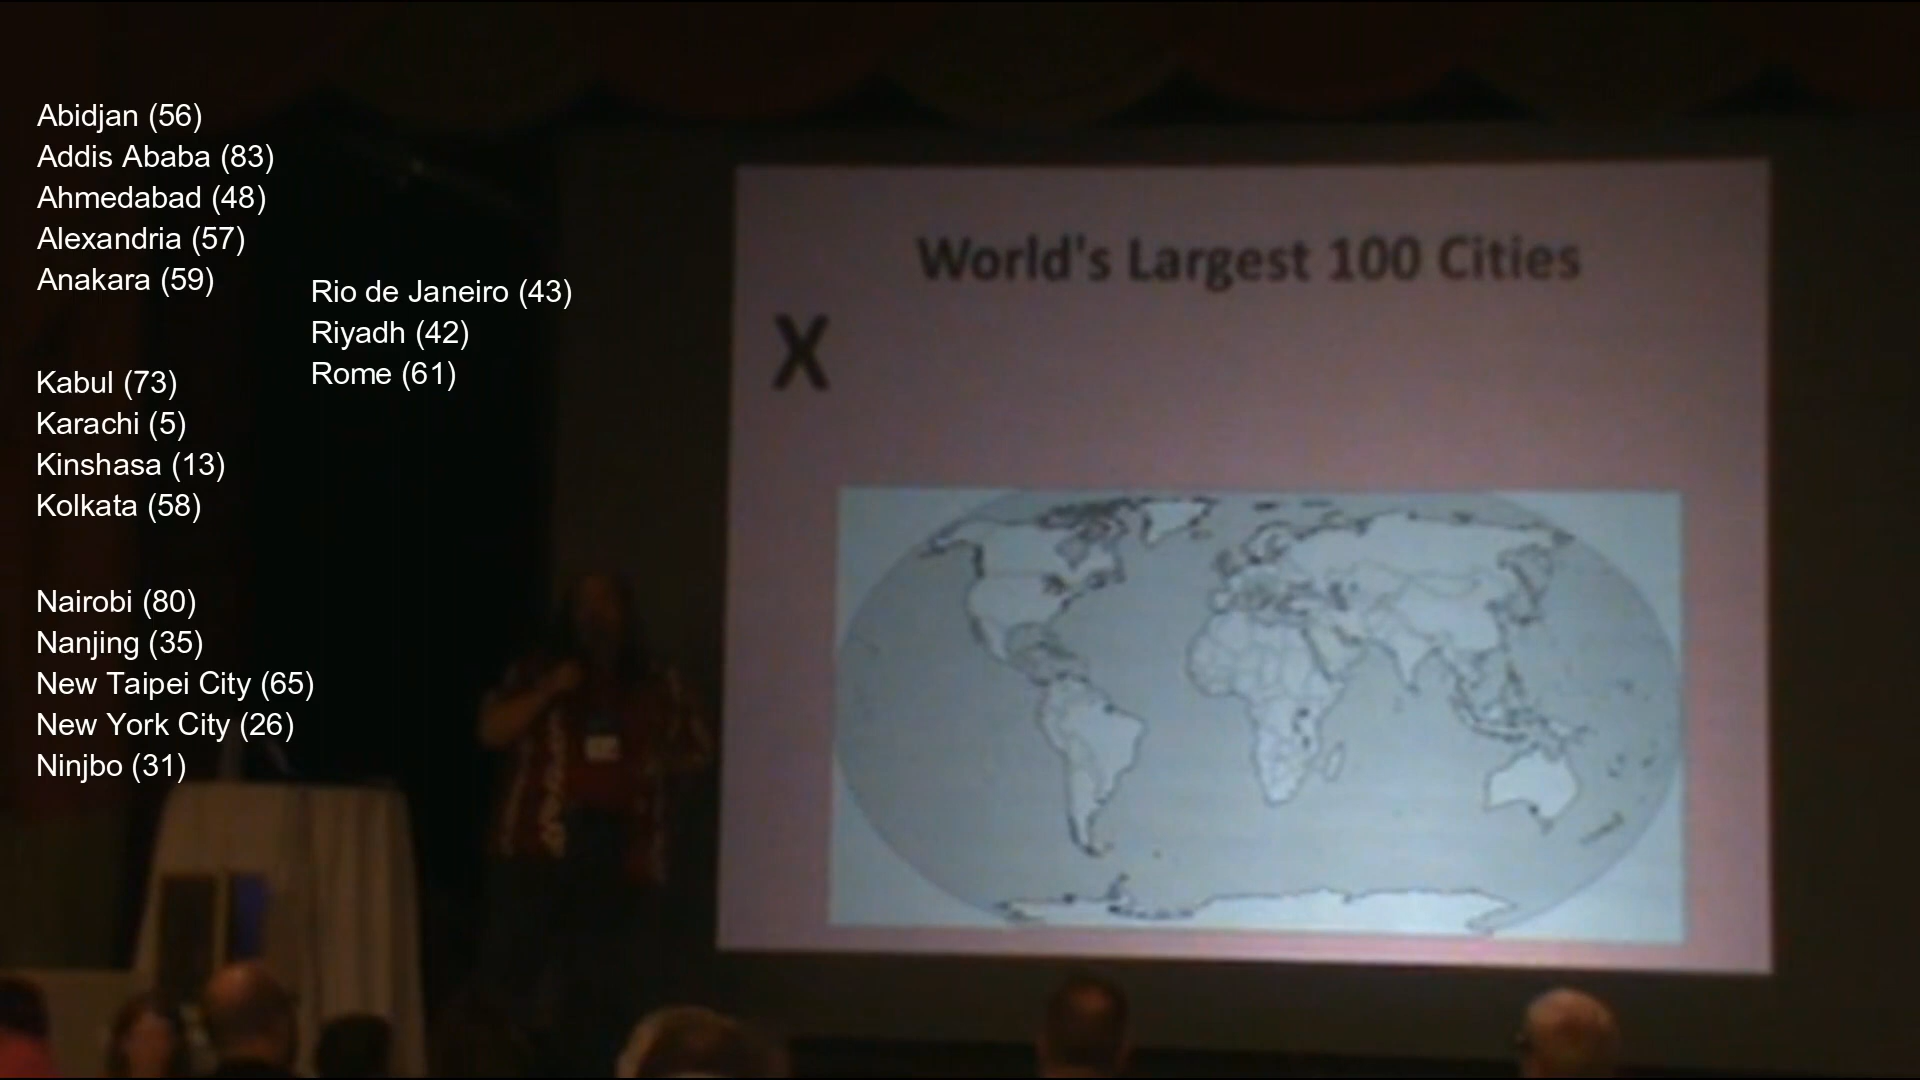 Abidjan (56)
Addis Ababa (83)
Ahmedabad (48)
Alexandria (57)
Anakara (59)
Kabul (73)
Karachi (5)
Kinshasa (13)
Kolkata (58)
Nairobi (80)
Nanjing (35)
New Taipei City (65)
New York City (26)
Ninjbo (31)
Rio de Janeiro (43)
Riyadh (42)
Rome (61)
World's Largest 100 Cities
X